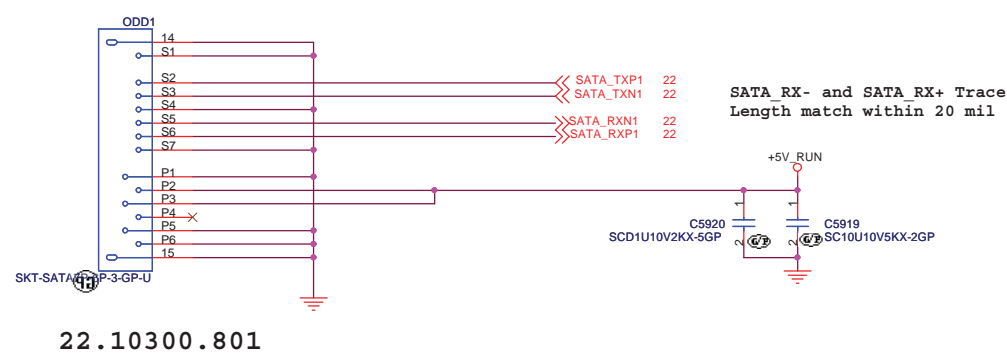 ODD1
14
S1
S2
S3
S4
S5
S6
S7
P1
P2
P3
P4
P5
P6
15
SATA_TXP1 22
SATA_TXN1 22
SATA_RXN1 22
SATA_RXP1 22
SATA_RX- and SATA_RX+ Trace
Length match within 20 mil
+5V_RUN
1
1
C5920
SCD1U10V2KX-5GP
2
G/P
C5919
SC10U10V5KX-2GP
2
G/P
22.10300.801